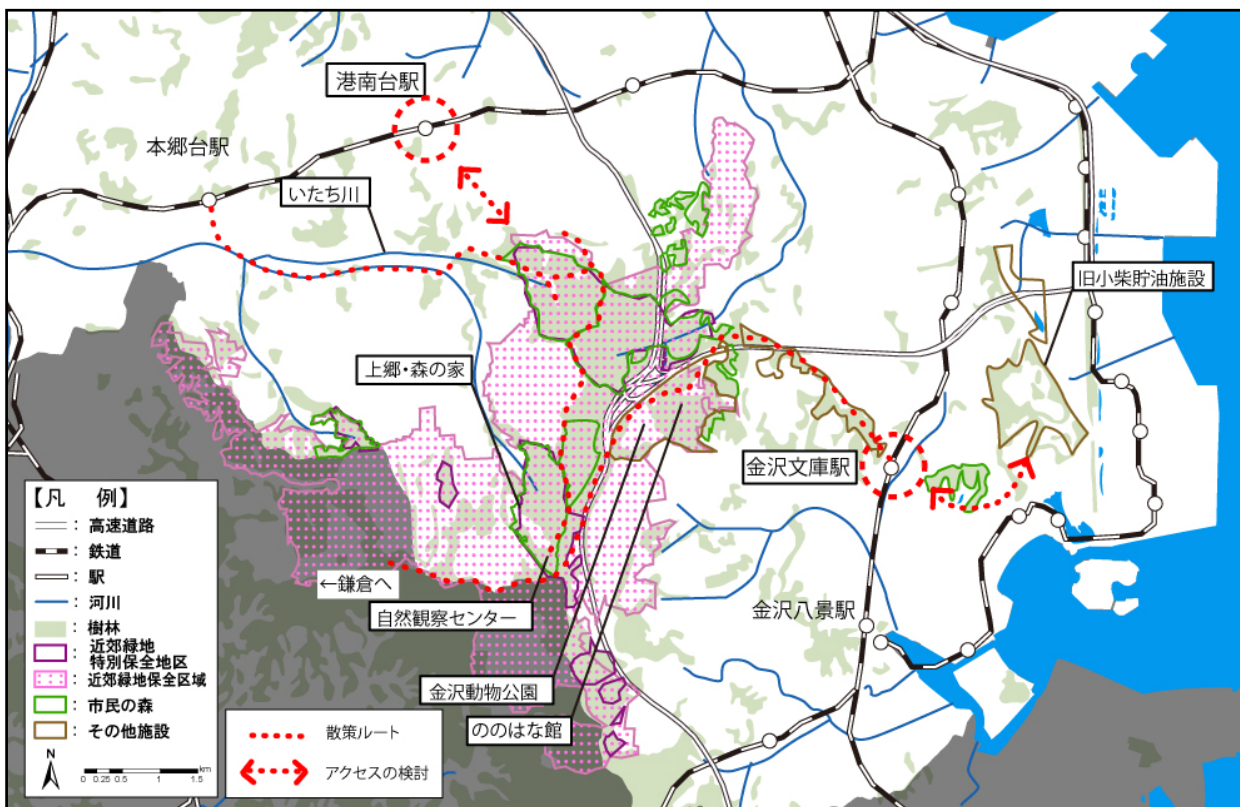 港南台駅
本郷台駅
いたち川
旧小柴貯油施設
上郷・森の家
金沢文庫駅
←鎌倉へ
自然観察センター
金沢八景駅
金沢動物公園
ののはな館
【凡 例】
：高速道路
：鉄道
：駅
：河川
：樹林
：近郊緑地
特別保全地区
：近郊緑地保全区域
：市民の森
：その他施設
N
0 0.25 0.5 1 1.5 km
散策ルート
アクセスの検討